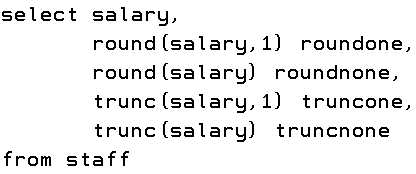 select salary,
round(salary,1) roundone,
round(salary) roundnone,
trunc(salary,1) truncone,
trunc(salary) truncnone
from staff